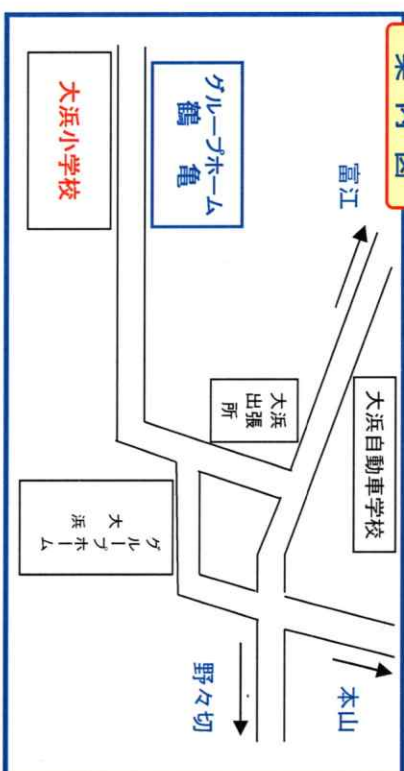 案内図
富江
大浜自動車学校
本山
グループホーム
鶴亀
大浜
出張
所
野々切
大浜小学校
グループホーム
大浜